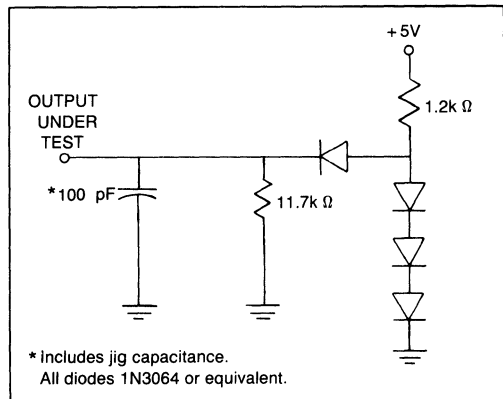 +5V
1.2k Ω
OUTPUT
UNDER
TEST
*100 pF
11.7k Ω
* Includes jig capacitance.
All diodes 1N3064 or equivalent.